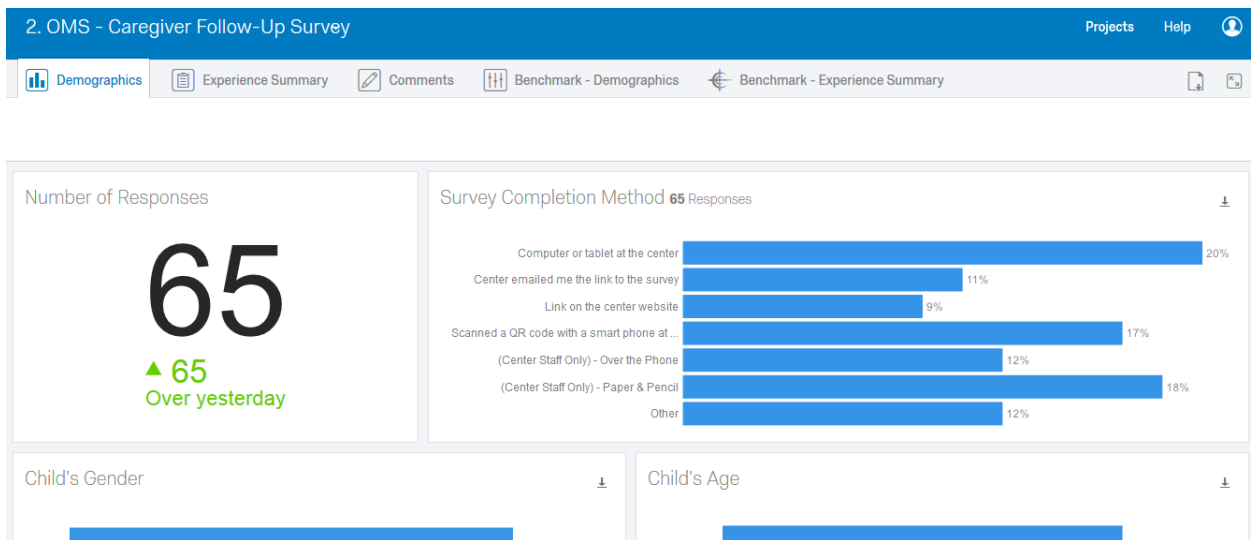 2. OMS - Caregiver Follow-Up Survey
Projects Help
Demographics Experience Summary Comments Benchmark - Demographics Benchmark - Experience Summary
Number of Responses
65
65
Over yesterday
Survey Completion Method 65 Responses
Computer or tablet at the center 20%
Center emailed me the link to the survey 11%
Link on the center website 9%
Scanned a QR code with a smart phone at ... 17%
(Center Staff Only) - Over the Phone 12%
(Center Staff Only) - Paper & Pencil 18%
Other 12%
Child's Gender
Child's Age